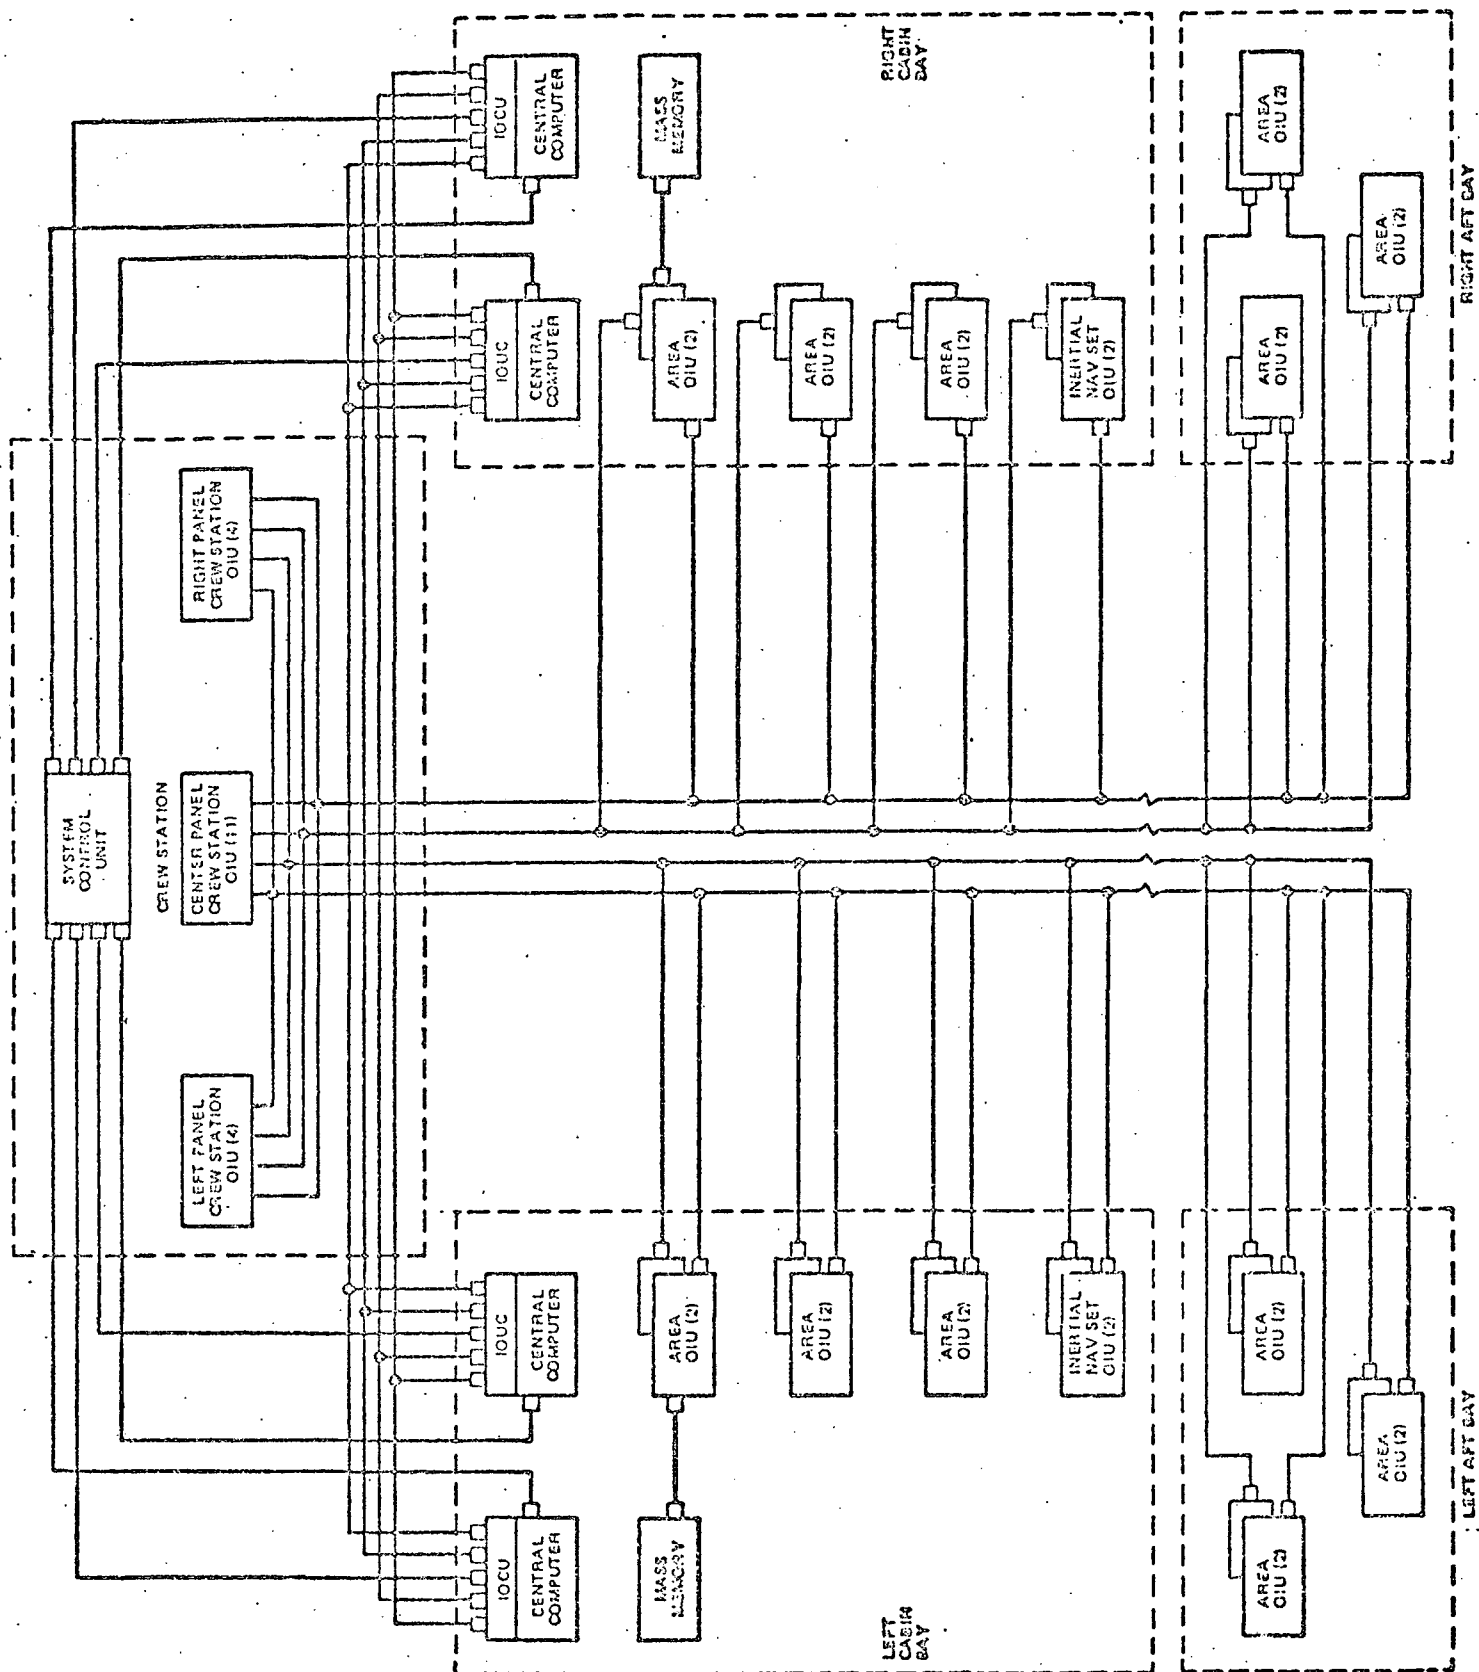 SYSTEM
CONTROL
UNIT
CREW STATION
LEFT PANEL
CREW STATION
OIU (4)
CENTER PANEL
CREW STATION
OIU
RIGHT PANEL
CREW STATION
OIU (4)
IOCU
CENTRAL
COMPUTER
IOUC
CENTRAL
COMPUTER
IOUC
CENTRAL
COMPUTER
IOCU
CENTRAL
COMPUTER
MASS
MEMORY
AREA
OIU (2)
AREA
OIU (2)
MASS
MEMORY
AREA
OIU (2)
AREA
OIU (2)
LEFT
CABIN
BAY
AREA
OIU (2)
AREA
OIU (2)
RIGHT
CABIN
BAY
INERTIAL
NAV SET
OIU (2)
INERTIAL
NAV SET
OIU (2)
AREA
OIU (2)
AREA
OIU (2)
AREA
OIU (2)
AREA
OIU (2)
AREA
OIU (2)
AREA
OIU (2)
LEFT AFT BAY
RIGHT AFT BAY